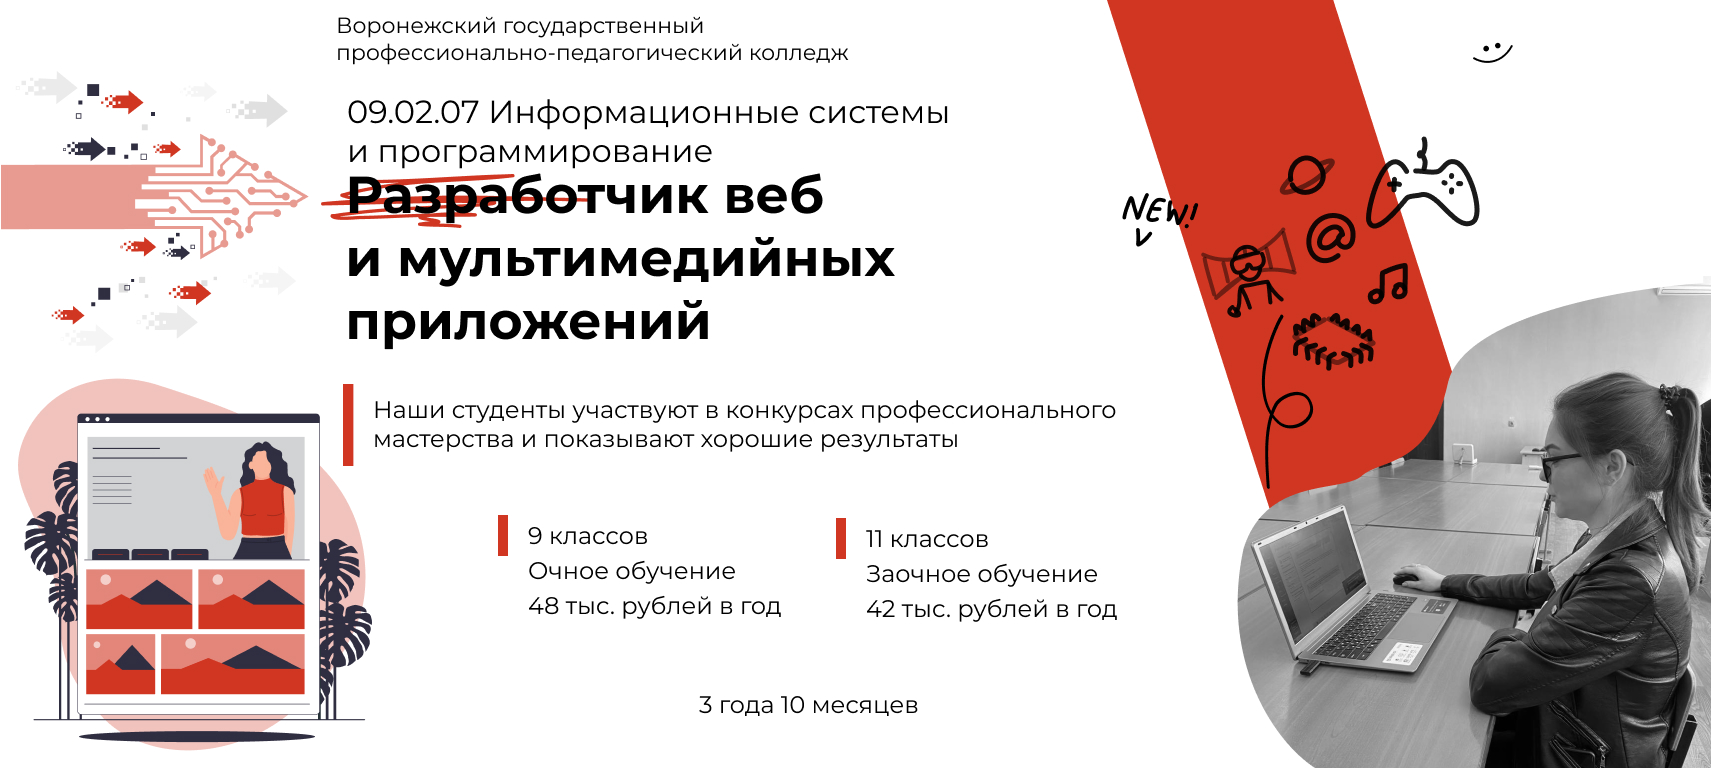 Воронежский государственный
профессионально-педагогический колледж
09.02.07 Информационные системы
и программирование
Разработчик веб
и мультимедийных
приложений
NEW!
@
Наши студенты участвуют в конкурсах профессионального
мастерства и показывают хорошие результаты
9 классов
Очное обучение
48 тыс. рублей в год
11 классов
Заочное обучение
42 тыс. рублей в год
3 года 10 месяцев